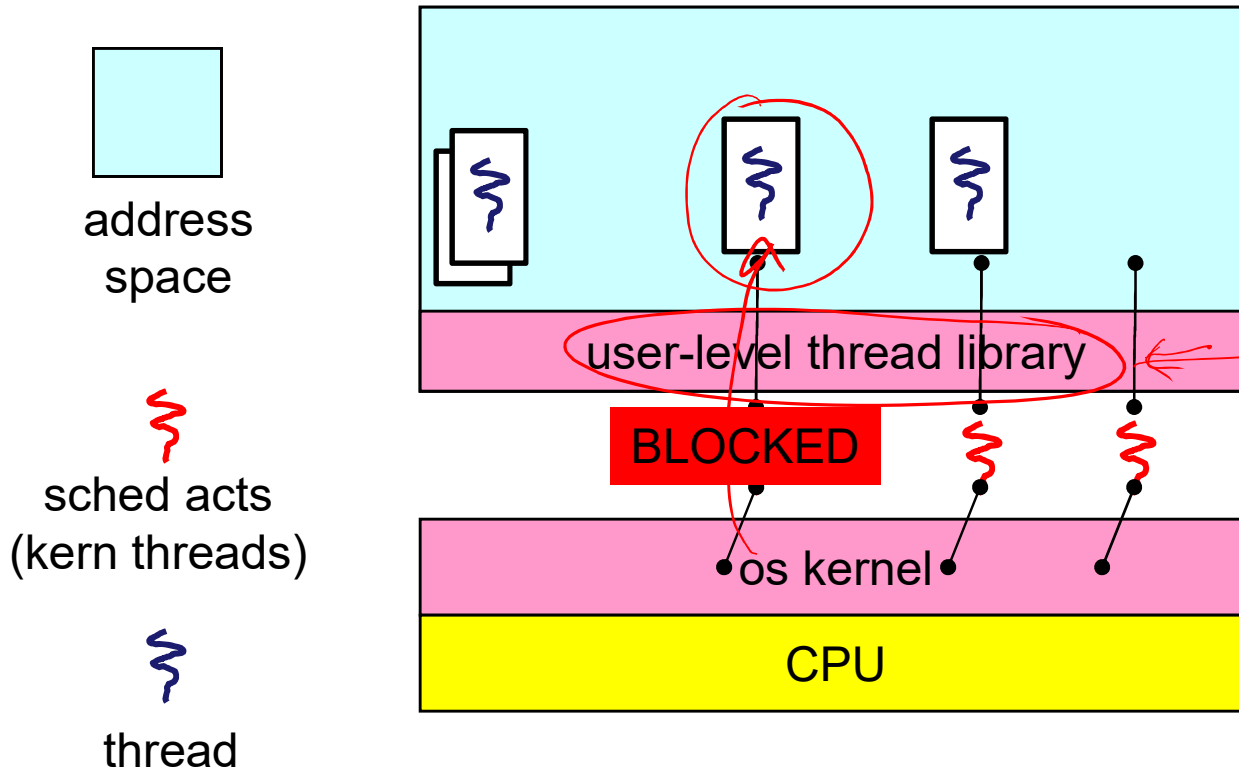 address
space
sched acts
(kern threads)
thread
user-level thread library
BLOCKED
os kernel
CPU